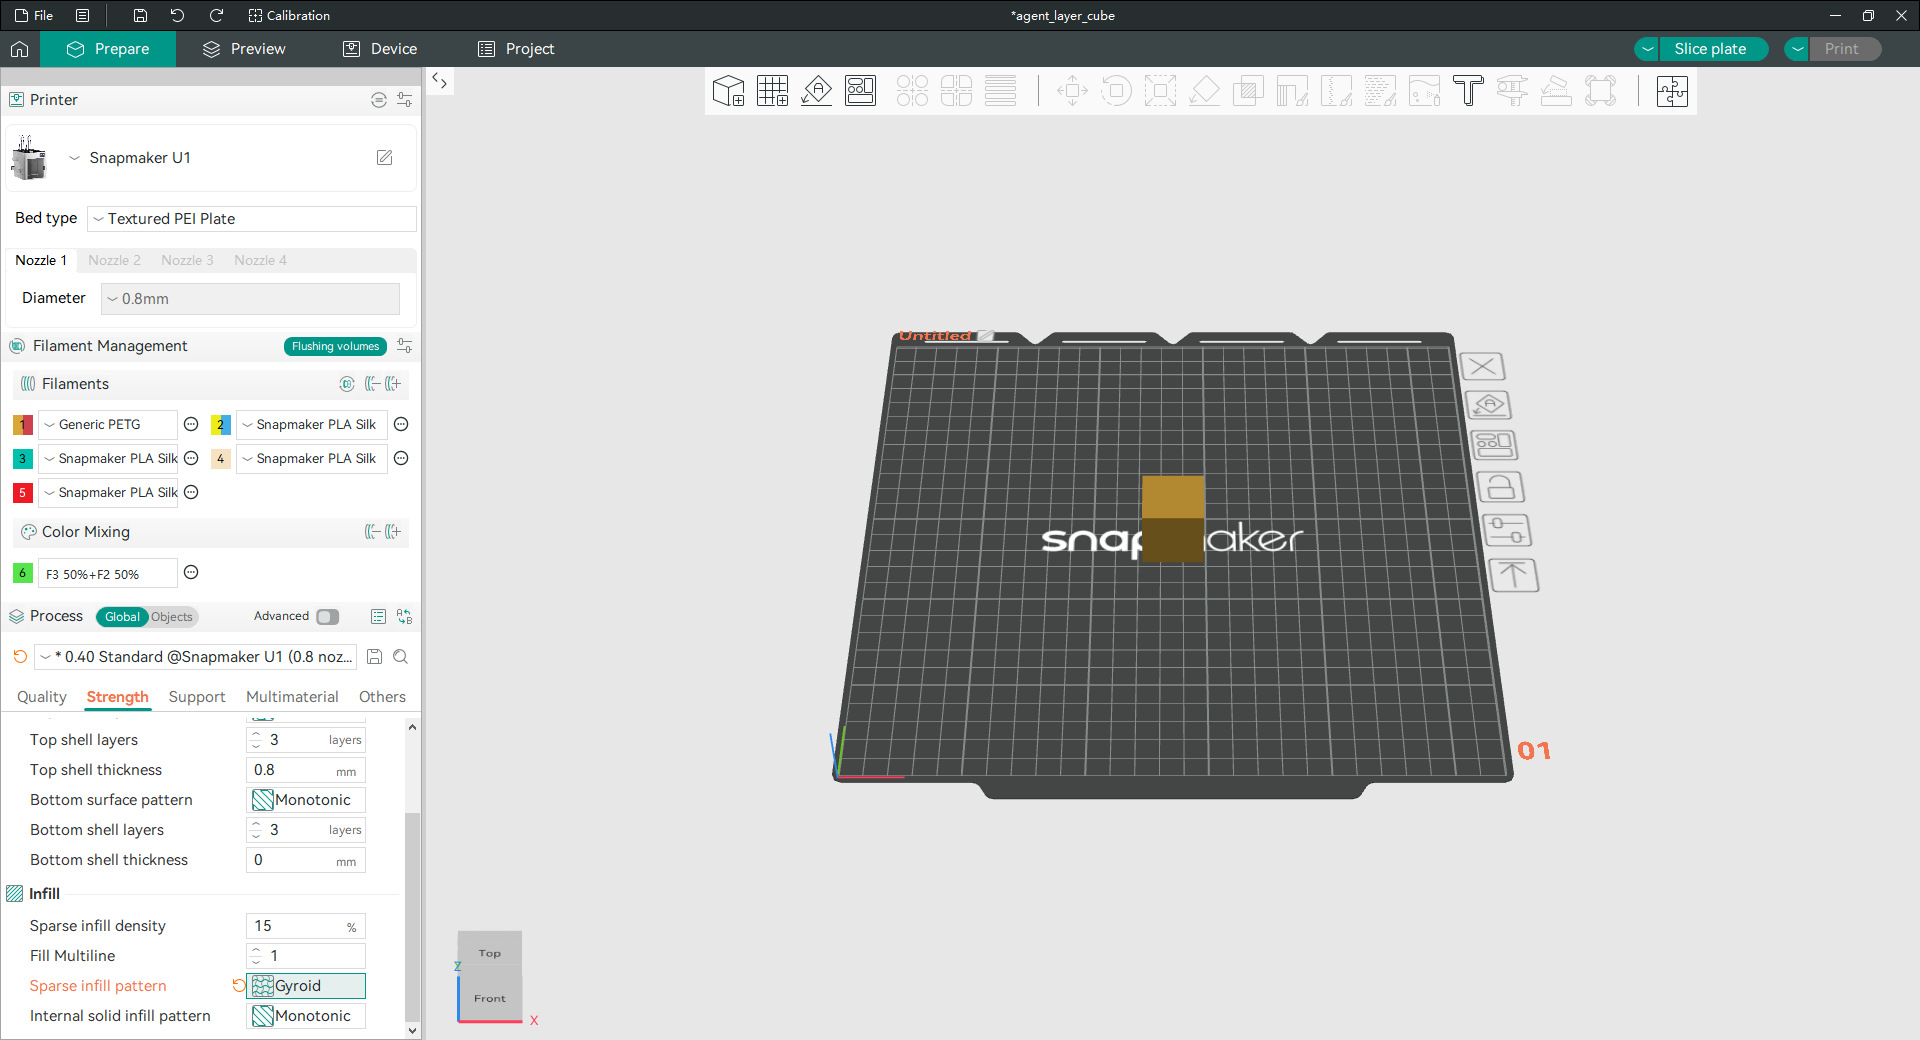 File
Calibration
*agent_layer_cube
Prepare
Preview
Device
Project
Slice plate
Print
Printer
Snapmaker U1
Bed type
Textured PEI Plate
Nozzle 1
Nozzle 2
Nozzle 3
Nozzle 4
Diameter
0.8mm
Filament Management
Flushing volumes
Filaments
1
Generic PETG
2
Snapmaker PLA Silk
3
Snapmaker PLA Silk
4
Snapmaker PLA Silk
5
Snapmaker PLA Silk
Color Mixing
6
F3 50%+F2 50%
Process
Global
Objects
Advanced
* 0.40 Standard @Snapmaker U1 (0.8 noz...
Quality
Strength
Support
Multimaterial
Others
Top shell layers
3
layers
Top shell thickness
0.8
mm
Bottom surface pattern
Monotonic
Bottom shell layers
3
layers
Bottom shell thickness
0
mm
Infill
Sparse infill density
15
%
Fill Multiline
1
Sparse infill pattern
Gyroid
Internal solid infill pattern
Monotonic
Untitled
snap
aker
01
Top
Z
Front
X